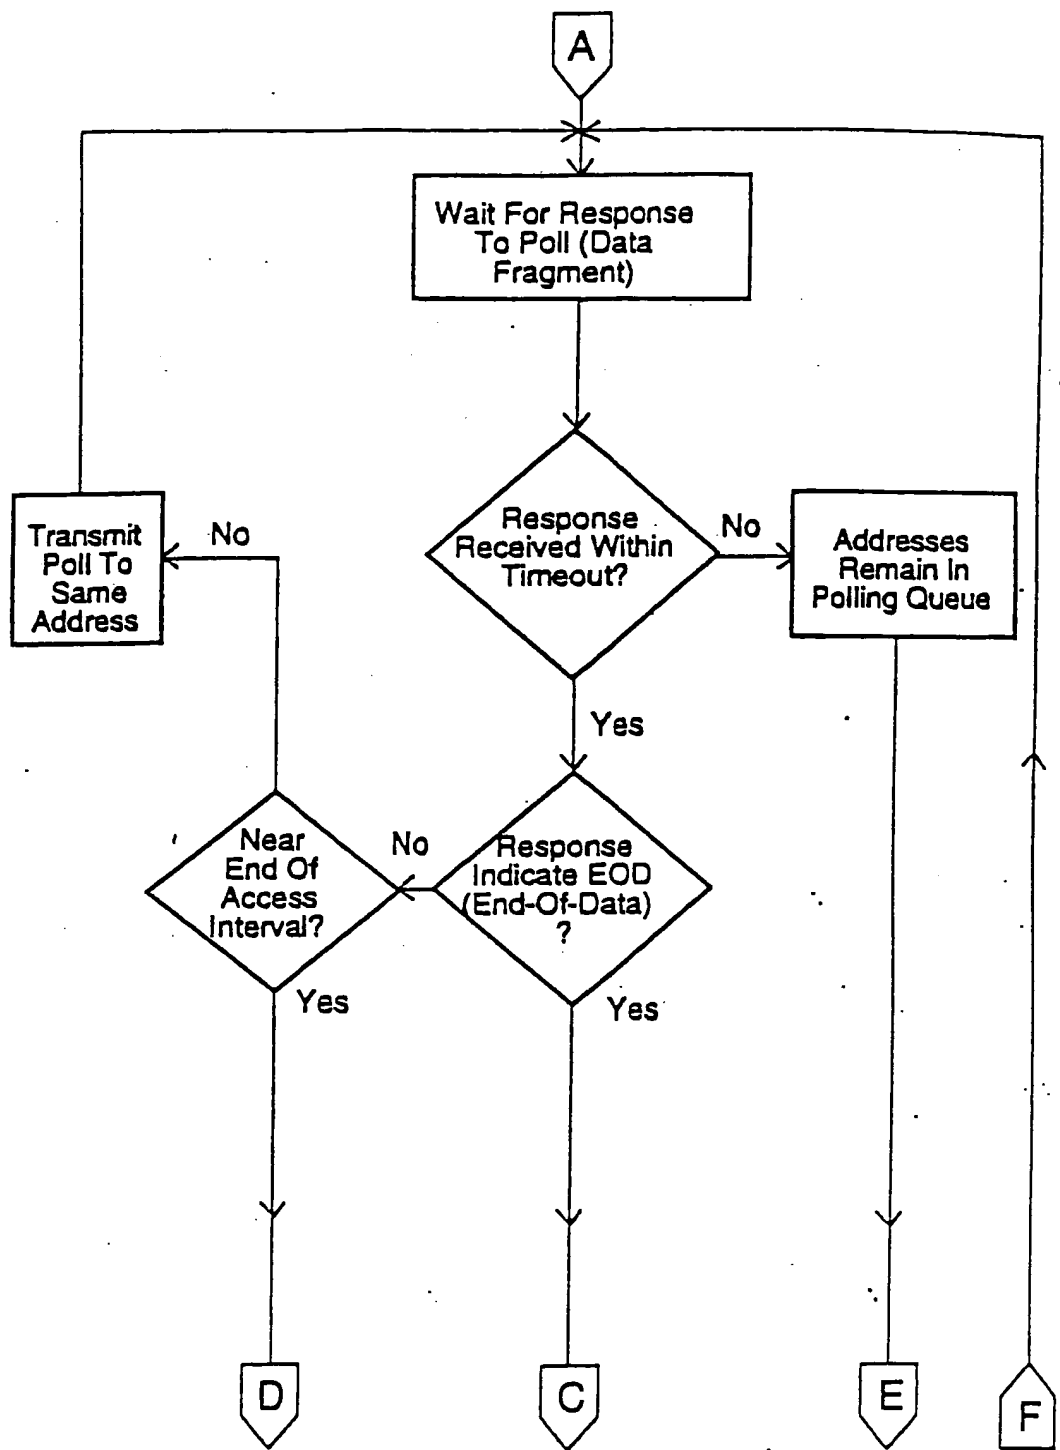 A
Wait For Response
To Poll (Data
Fragment)
Response
Received Within
Timeout?
No
Addresses
Remain In
Polling Queue
Transmit
Poll To
Same
Address
No
Yes
Near
End Of
Access
Interval?
No
Response
Indicate EOD
(End-Of-Data)
?
Yes
Yes
D
C
E
F